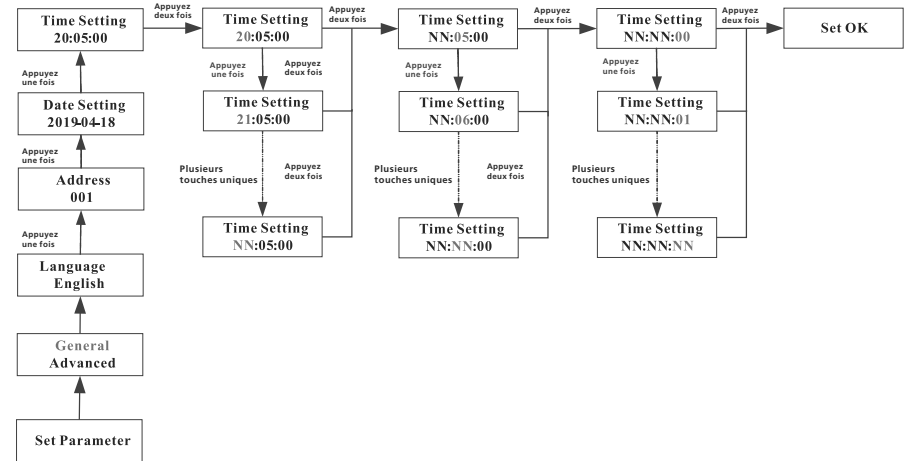 Time Setting
20:05:00
Appuyez
deux fois
Time Setting
20:05:00
Appuyez
deux fois
Time Setting
NN:05:00
Appuyez
deux fois
Time Setting
NN:NN:00
Appuyez
deux fois
Set OK
Appuyez
une fois
Appuyez
une fois
Appuyez
deux fois
Appuyez
une fois
Appuyez
une fois
Date Setting
2019-04-18
Time Setting
21:05:00
Time Setting
NN:06:00
Time Setting
NN:NN:01
Appuyez
une fois
Address
001
Plusieurs
touches uniques
Appuyez
deux fois
Plusieurs
touches uniques
Appuyez
deux fois
Plusieurs
touches uniques
Appuyez
une fois
Time Setting
NN:05:00
Time Setting
NN:NN:00
Time Setting
NN:NN:NN
Language
English
General
Advanced
Set Parameter